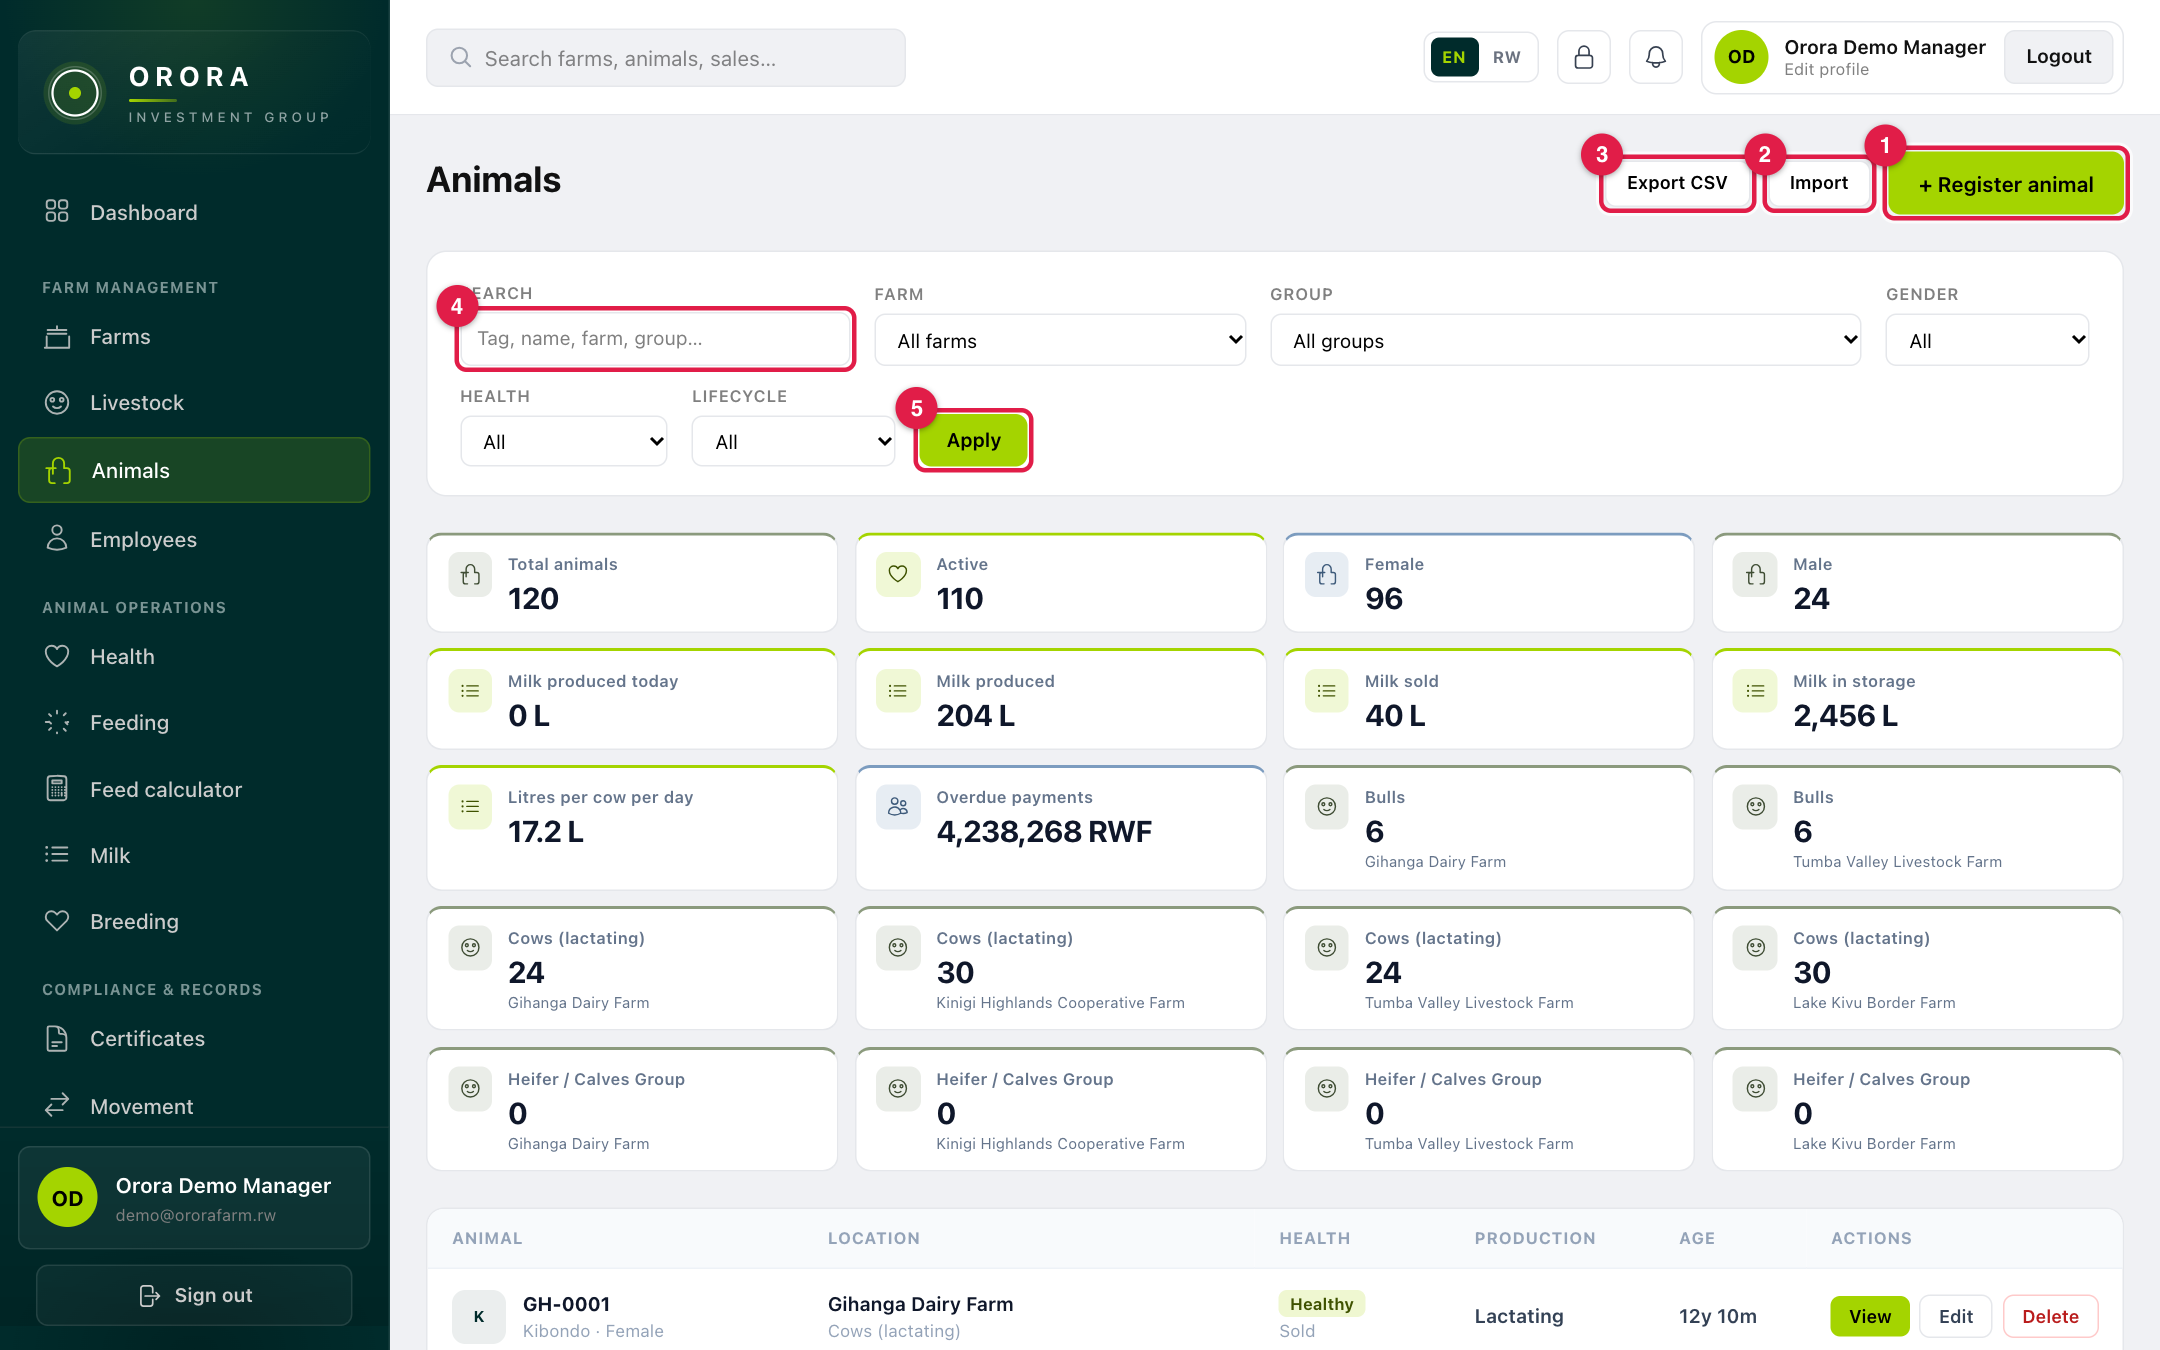 ORORA
INVESTMENT GROUP
Dashboard
FARM MANAGEMENT
Farms
Livestock
Animals
Employees
ANIMAL OPERATIONS
Health
Feeding
Feed calculator
Milk
Breeding
COMPLIANCE & RECORDS
Certificates
Movement
OD
Orora Demo Manager
demo@ororafarm.rw
Sign out
Search farms, animals, sales...
EN RW
OD
Orora Demo Manager
Edit profile
Logout
Animals
3 Export CSV
2 Import
1 + Register animal
4 EARCH
Tag, name, farm, group...
FARM
All farms
GROUP
All groups
GENDER
All
HEALTH
All
LIFECYCLE
All
5 Apply
Total animals
120
Active
110
Female
96
Male
24
Milk produced today
0 L
Milk produced
204 L
Milk sold
40 L
Milk in storage
2,456 L
Litres per cow per day
17.2 L
Overdue payments
4,238,268 RWF
Bulls
6
Gihanga Dairy Farm
Bulls
6
Tumba Valley Livestock Farm
Cows (lactating)
24
Gihanga Dairy Farm
Cows (lactating)
30
Kinigi Highlands Cooperative Farm
Cows (lactating)
24
Tumba Valley Livestock Farm
Cows (lactating)
30
Lake Kivu Border Farm
Heifer / Calves Group
0
Gihanga Dairy Farm
Heifer / Calves Group
0
Kinigi Highlands Cooperative Farm
Heifer / Calves Group
0
Tumba Valley Livestock Farm
Heifer / Calves Group
0
Lake Kivu Border Farm
ANIMAL LOCATION HEALTH PRODUCTION AGE ACTIONS
K
GH-0001
Kibondo · Female
Gihanga Dairy Farm
Cows (lactating)
Healthy
Sold
Lactating
12y 10m
View Edit Delete